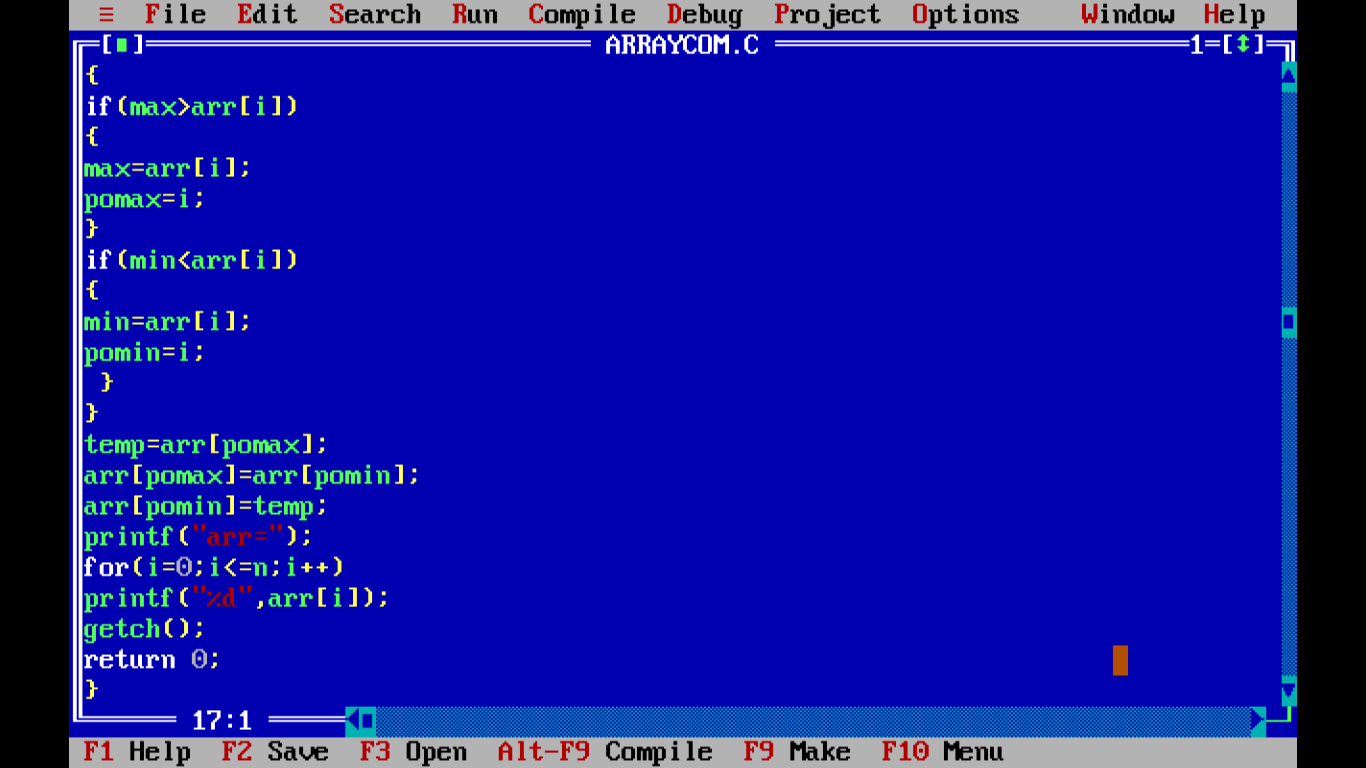 ≡ File Edit Search Run Compile Debug Project Options Window Help
[■] ARRAYCOM.C 1=[↕]
{
if(max>arr[i])
{
max=arr[i];
pomax=i;
}
if(min<arr[i])
{
min=arr[i];
pomin=i;
}
}
temp=arr[pomax];
arr[pomax]=arr[pomin];
arr[pomin]=temp;
printf("arr=");
for(i=0;i<=n;i++)
printf("%d",arr[i]);
getch();
return 0;
}
17:1
F1 Help F2 Save F3 Open Alt-F9 Compile F9 Make F10 Menu